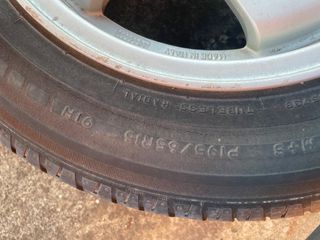 MADE IN ITALY
TUBELESS RADIAL
M+S
P195/65R15
91H